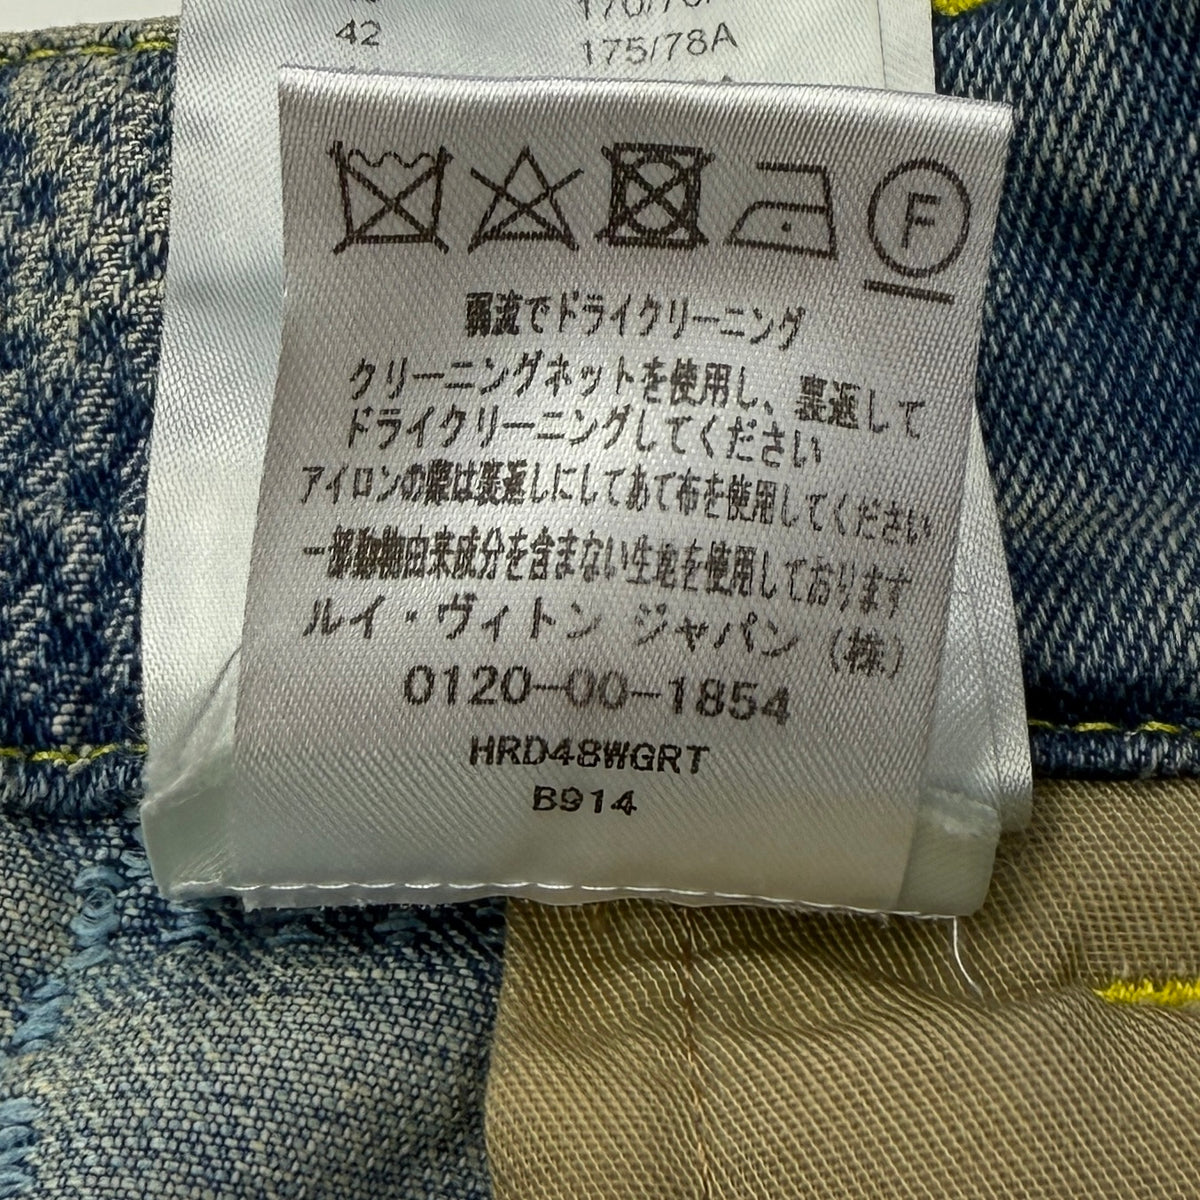 42
175/78A
F
弱流でドライクリーニング
クリーニングネットを使用し、裏返して
ドライクリーニングしてください
アイロンの際は裏返しにしてあて布を使用してください
一部動物由来成分を含まない生地を使用しております
ルイ・ヴィトン ジャパン (株)
0120-00-1854
HRD48WGRT
B914